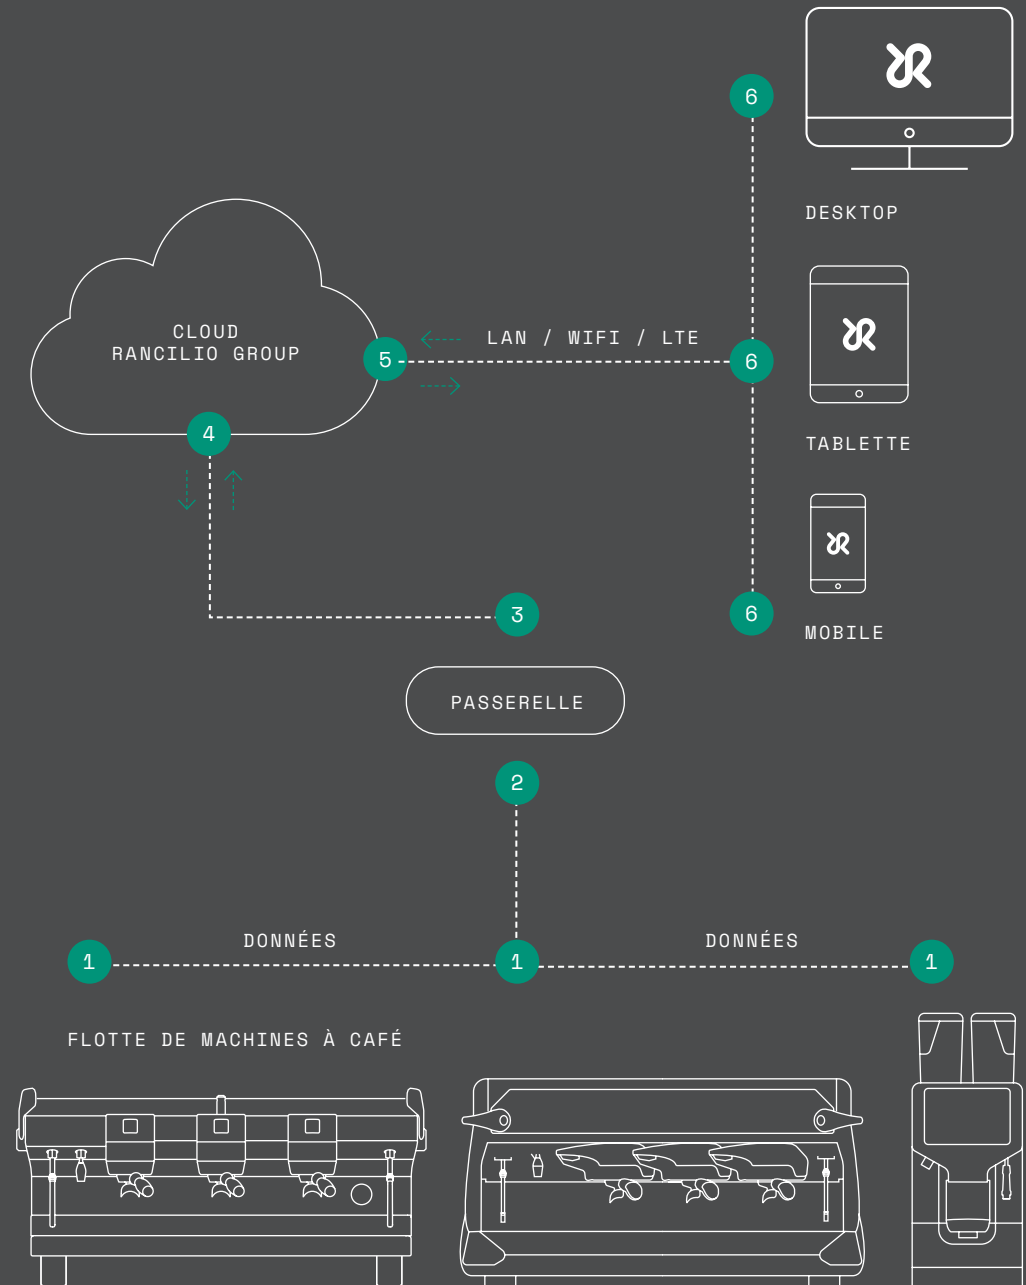 6
DESKTOP
CLOUD
RANCILIO GROUP
5
LAN / WIFI / LTE
6
4
TABLETTE
3
6
MOBILE
PASSERELLE
2
DONNÉES
DONNÉES
1
1
1
FLOTTE DE MACHINES À CAFÉ